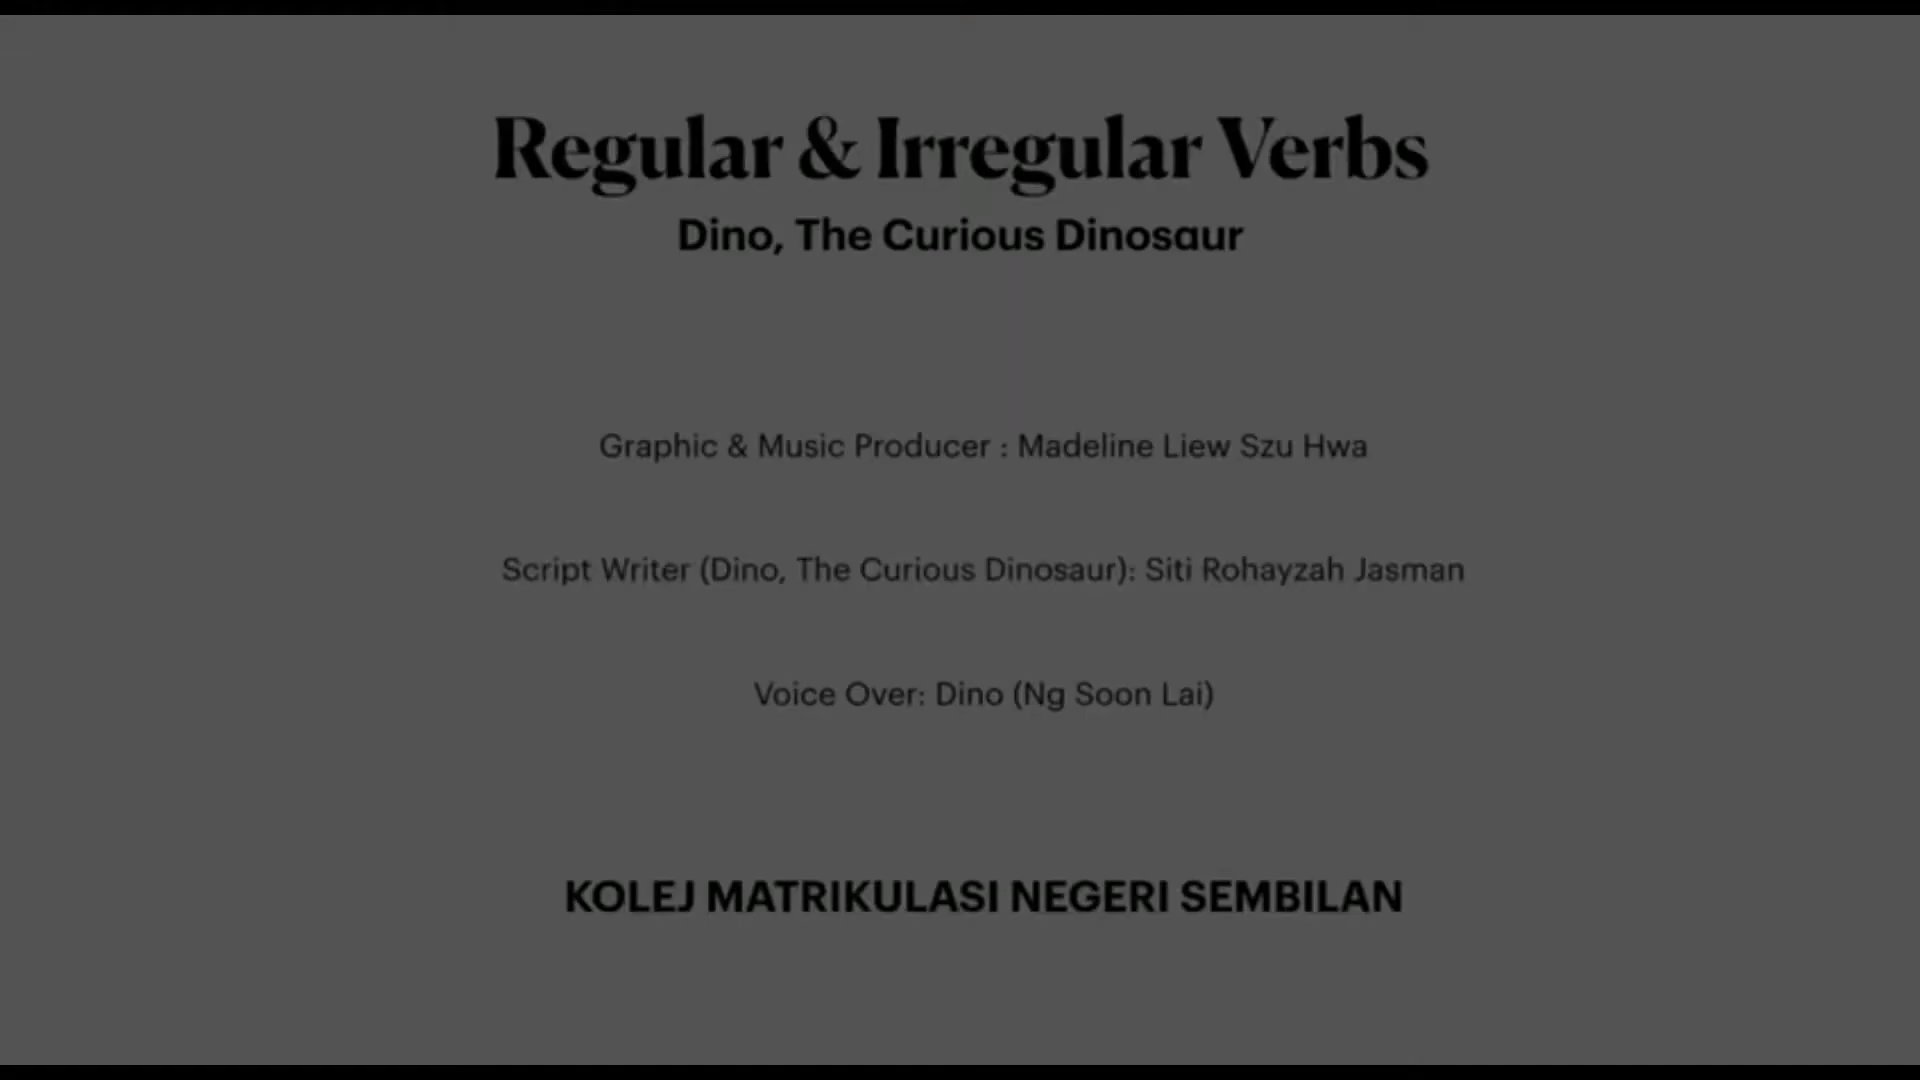 Regular & Irregular Verbs
Dino, The Curious Dinosaur
Graphic & Music Producer : Madeline Liew Szu Hwa
Script Writer (Dino, The Curious Dinosaur): Siti Rohayzah Jasman
Voice Over: Dino (Ng Soon Lai)
KOLEJ MATRIKULASI NEGERI SEMBILAN